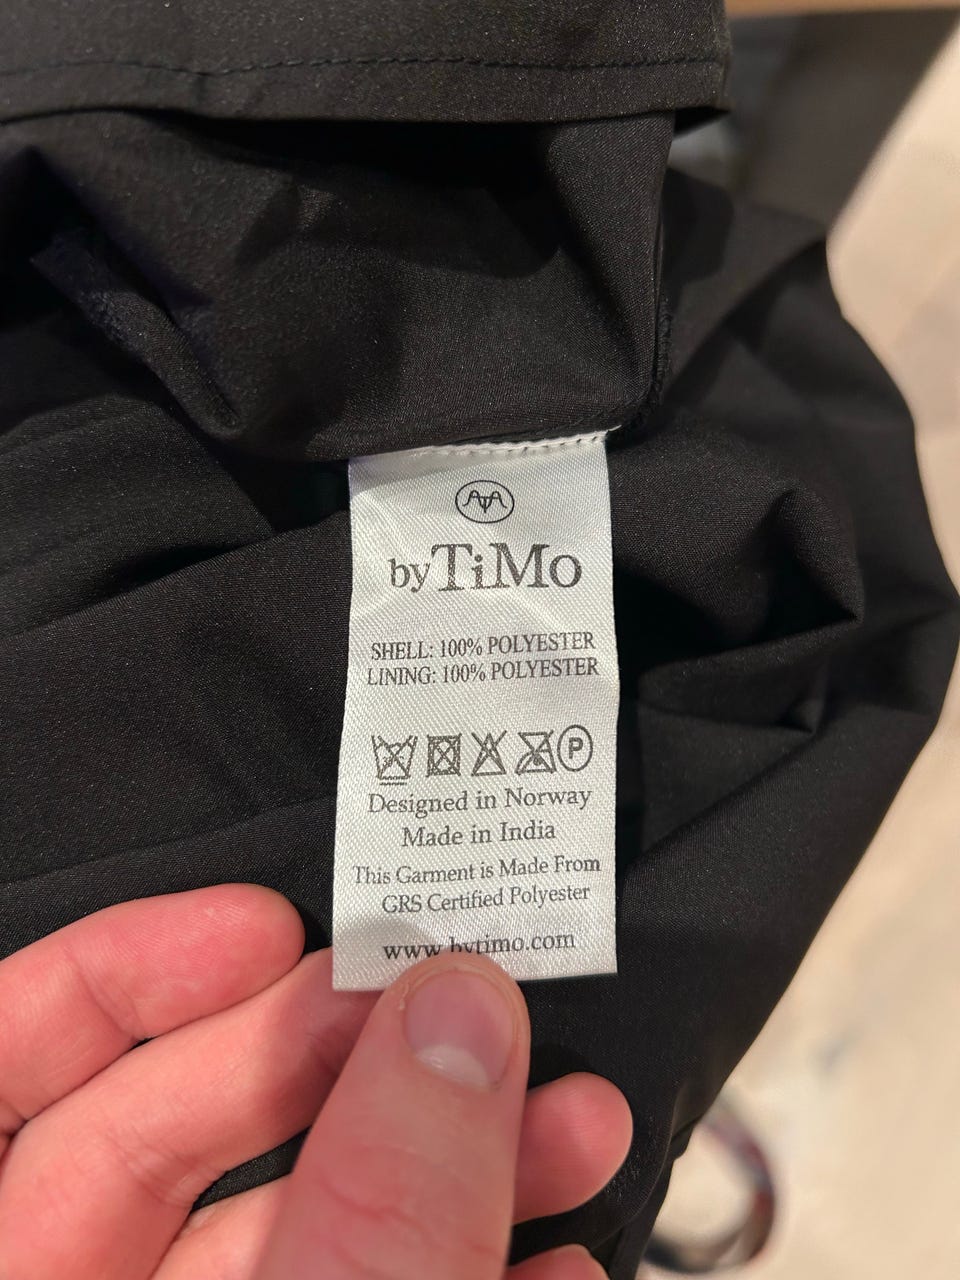 byTiMo
SHELL: 100% POLYESTER
LINING: 100% POLYESTER
P
Designed in Norway
Made in India
This Garment is Made From
GRS Certified Polyester
www.bytimo.com